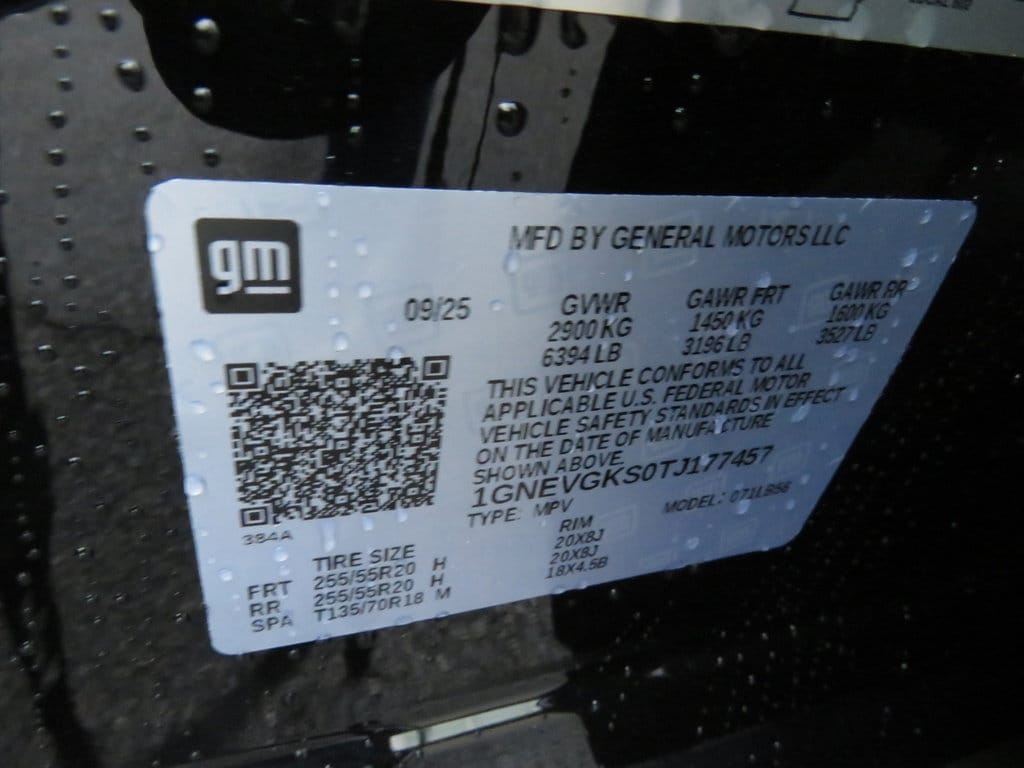 gm
MFD BY GENERAL MOTORS LLC
09/25
GVWR
2900 KG
6394 LB
GAWR FRT
1450 KG
3196 LB
GAWR RR
1600 KG
3527 LB
THIS VEHICLE CONFORMS TO ALL
APPLICABLE U.S. FEDERAL MOTOR
VEHICLE SAFETY STANDARDS IN EFFECT
ON THE DATE OF MANUFACTURE
SHOWN ABOVE
1GNEVGKS0TJ177457
TYPE: MPV MODEL: 071LB56
384A
TIRE SIZE RIM
FRT 255/55R20 H 20X8J
RR 255/55R20 H 20X8J
SPA T135/70R18 M 18X4.5B